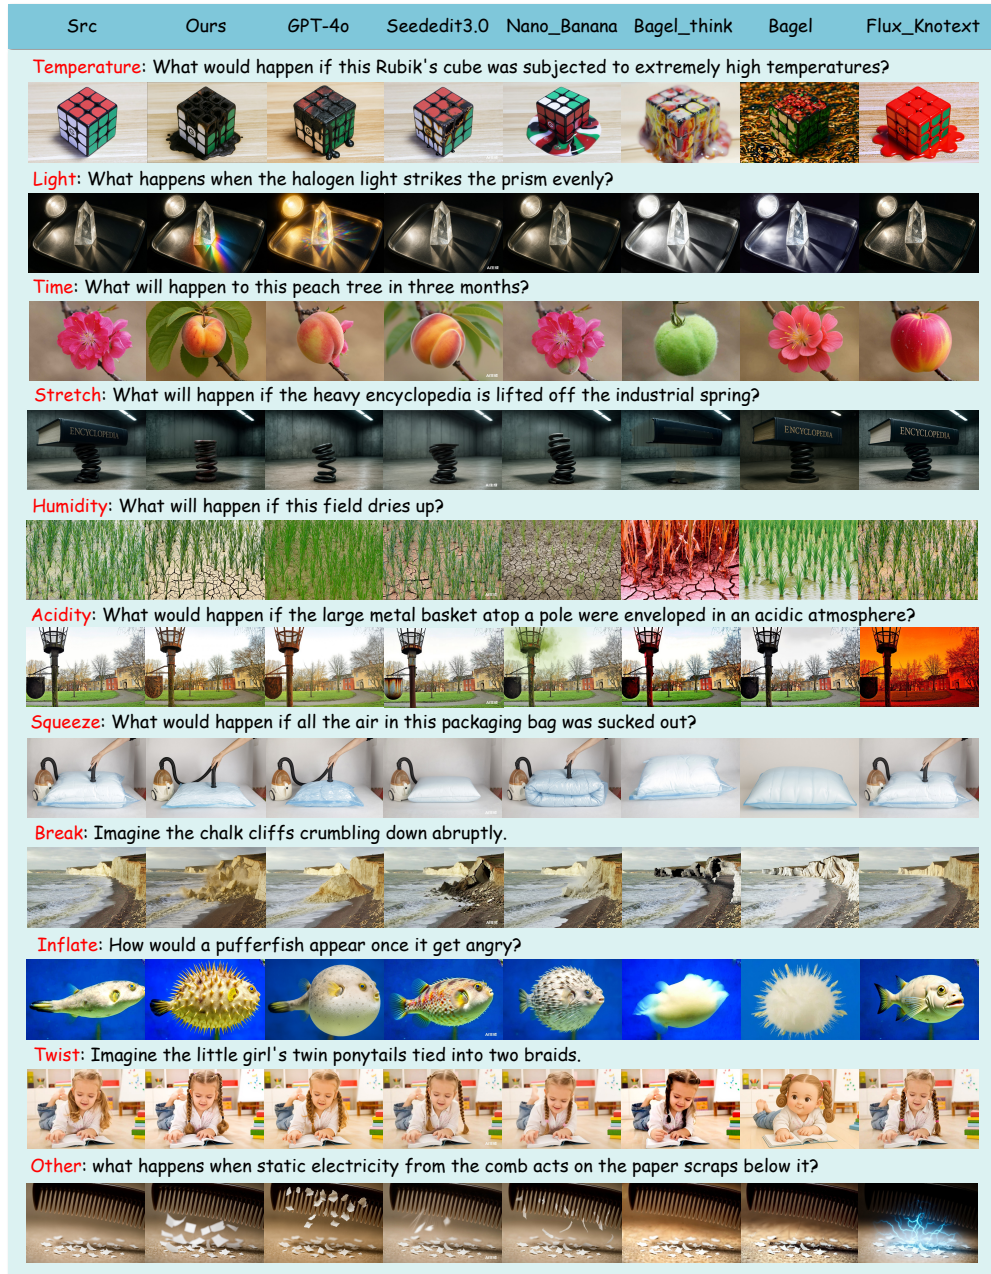 Src Ours GPT-4o Seededit3.0 Nano_Banana Bagel_think Bagel Flux_Knotext
Temperature: What would happen if this Rubik's cube was subjected to extremely high temperatures?
Light: What happens when the halogen light strikes the prism evenly?
Time: What will happen to this peach tree in three months?
Stretch: What will happen if the heavy encyclopedia is lifted off the industrial spring?
ENCYCLOPEDIA ENCYCLOPEDIA ENCYCLOPEDIA
Humidity: What will happen if this field dries up?
Acidity: What would happen if the large metal basket atop a pole were enveloped in an acidic atmosphere?
Squeeze: What would happen if all the air in this packaging bag was sucked out?
Break: Imagine the chalk cliffs crumbling down abruptly.
Inflate: How would a pufferfish appear once it get angry?
Twist: Imagine the little girl's twin ponytails tied into two braids.
Other: what happens when static electricity from the comb acts on the paper scraps below it?